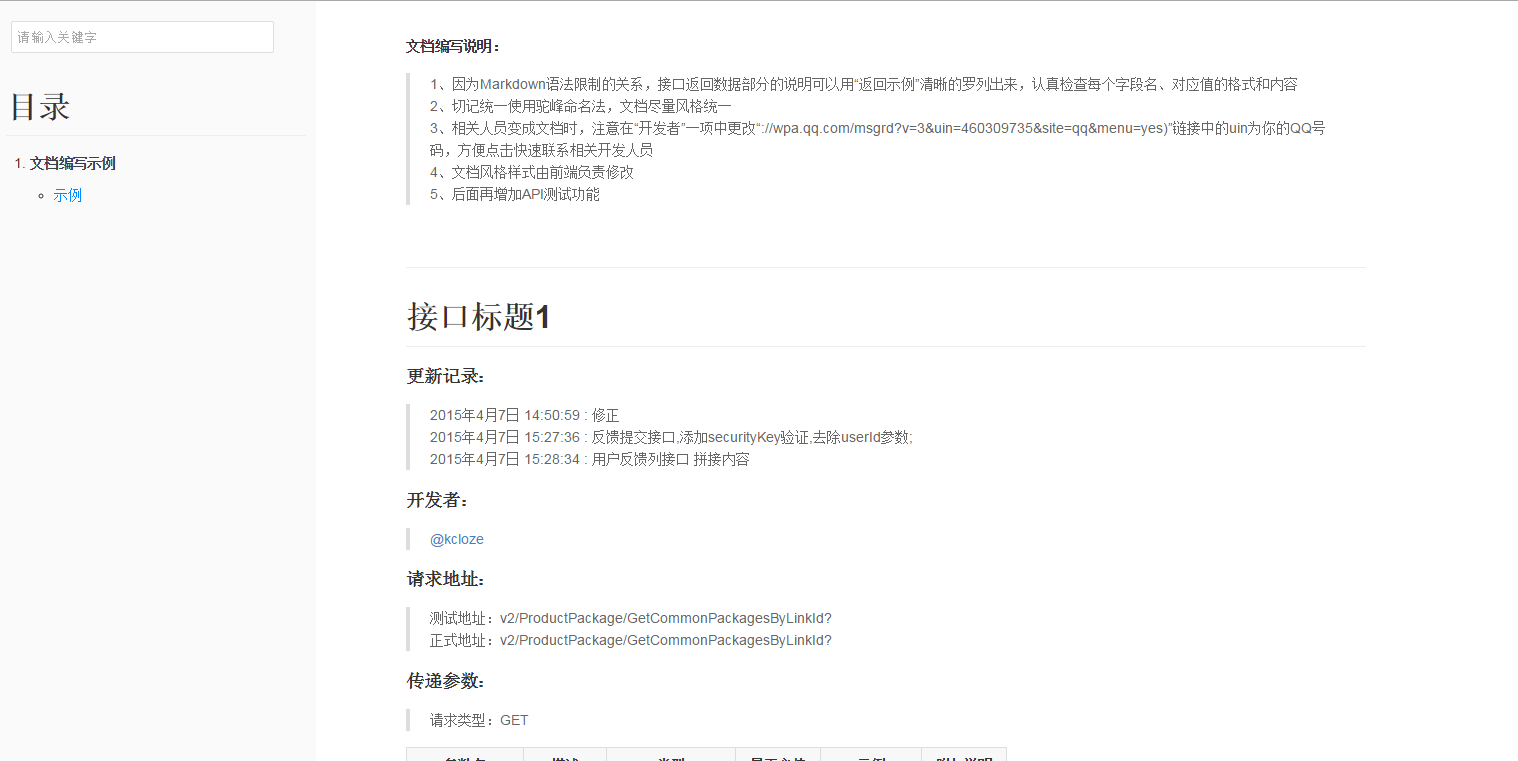 请输入关键字
目录
1. 文档编写示例
示例
文档编写说明：
1、因为Markdown语法限制的关系，接口返回数据部分的说明可以用“返回示例”清晰的罗列出来，认真检查每个字段名、对应值的格式和内容
2、切记统一使用驼峰命名法，文档尽量风格统一
3、相关人员变成文档时，注意在“开发者”一项中更改“://wpa.qq.com/msgrd?v=3&uin=460309735&site=qq&menu=yes)”链接中的uin为你的QQ号
码，方便点击快速联系相关开发人员
4、文档风格样式由前端负责修改
5、后面再增加API测试功能
接口标题1
更新记录：
2015年4月7日 14:50:59 : 修正
2015年4月7日 15:27:36 : 反馈提交接口,添加securityKey验证,去除userId参数;
2015年4月7日 15:28:34 : 用户反馈列接口 拼接内容
开发者：
@kcloze
请求地址：
测试地址：v2/ProductPackage/GetCommonPackagesByLinkId?
正式地址：v2/ProductPackage/GetCommonPackagesByLinkId?
传递参数：
请求类型：GET